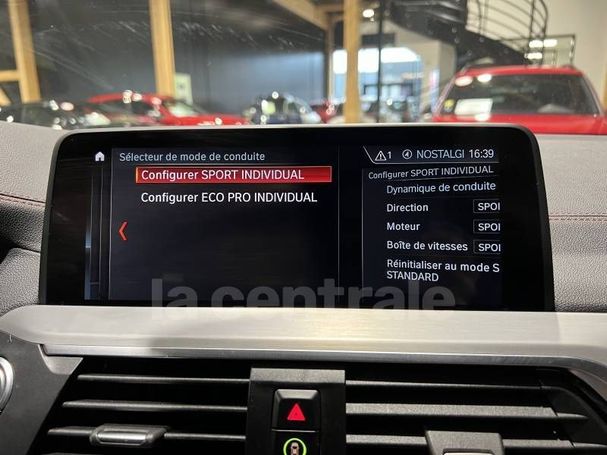 Sélecteur de mode de conduite
Configurer SPORT INDIVIDUAL
Configurer ECO PRO INDIVIDUAL
1 NOSTALGI 16:39
Configurer SPORT INDIVIDUAL
Dynamique de conduite
Direction SPOI
Moteur SPOI
Boîte de vitesses SPOI
Réinitialiser au mode S
STANDARD
la centrale